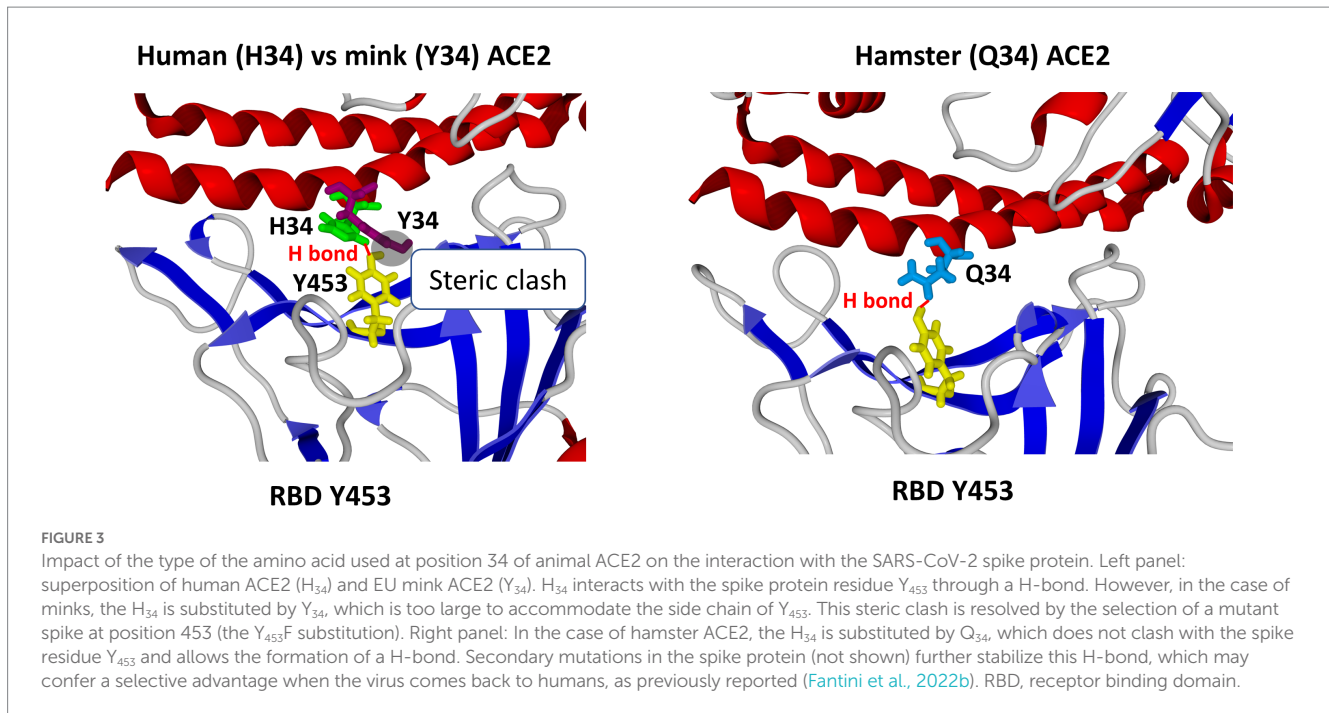 Human (H34) vs mink (Y34) ACE2
Hamster (Q34) ACE2
H34
Y34
H bond
Y453
Steric clash
Q34
H bond
RBD Y453
RBD Y453
FIGURE 3
Impact of the type of the amino acid used at position 34 of animal ACE2 on the interaction with the SARS-CoV-2 spike protein. Left panel:
superposition of human ACE2 (H₃₄) and EU mink ACE2 (Y₃₄). H₃₄ interacts with the spike protein residue Y₄₅₃ through a H-bond. However, in the case of
minks, the H₃₄ is substituted by Y₃₄, which is too large to accommodate the side chain of Y₄₅₃. This steric clash is resolved by the selection of a mutant
spike at position 453 (the Y₄₅₃F substitution). Right panel: In the case of hamster ACE2, the H₃₄ is substituted by Q₃₄, which does not clash with the spike
residue Y₄₅₃ and allows the formation of a H-bond. Secondary mutations in the spike protein (not shown) further stabilize this H-bond, which may
confer a selective advantage when the virus comes back to humans, as previously reported (Fantini et al., 2022b). RBD, receptor binding domain.